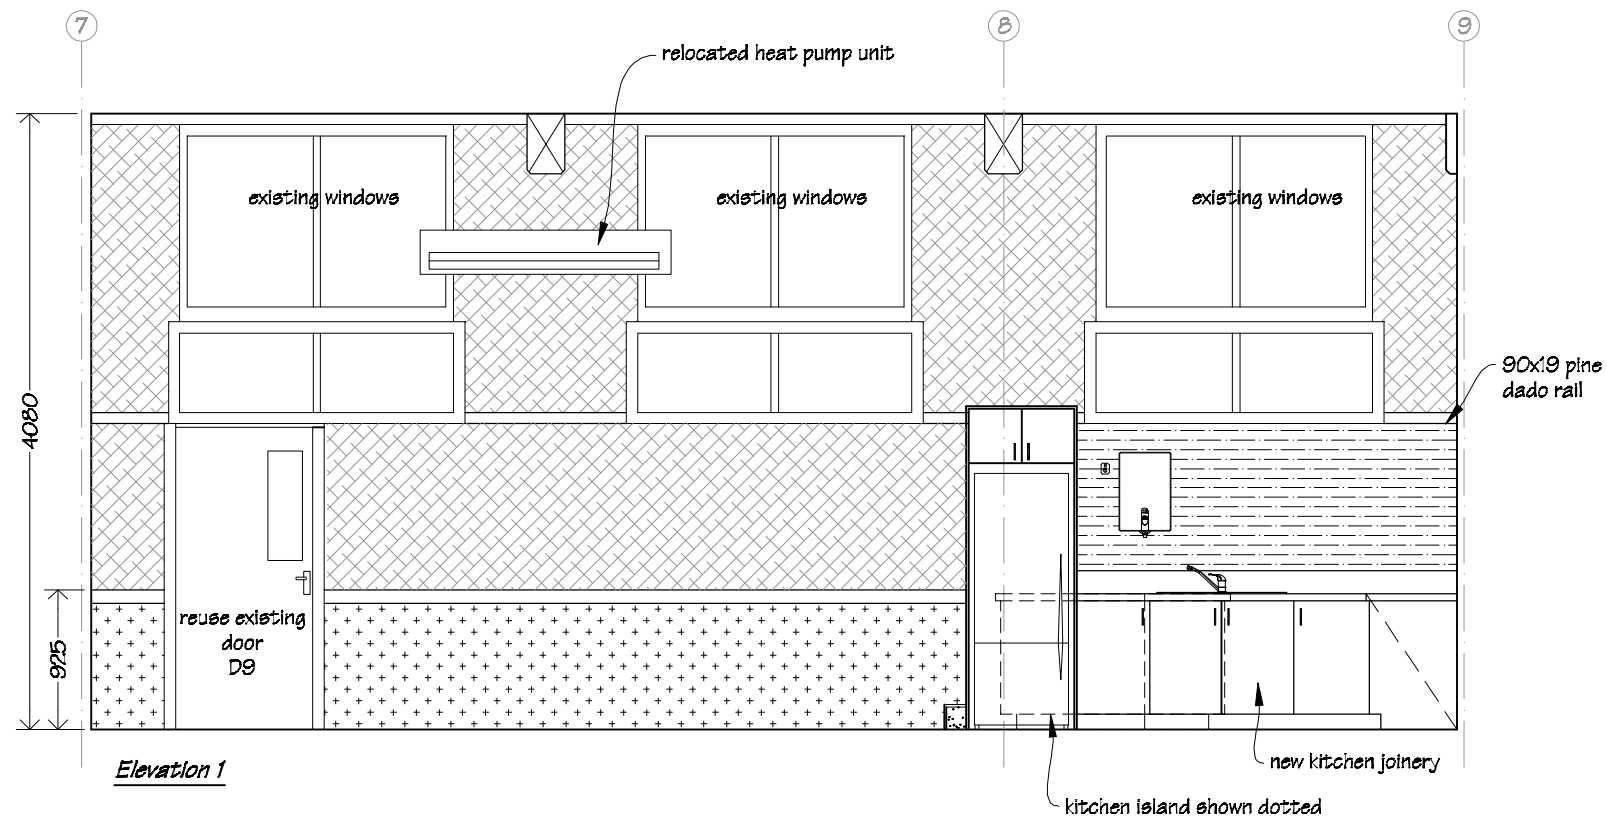 7
8
9
relocated heat pump unit
existing windows
existing windows
existing windows
90x19 pine
dado rail
4080
925
reuse existing
door
D9
Elevation 1
new kitchen joinery
kitchen island shown dotted